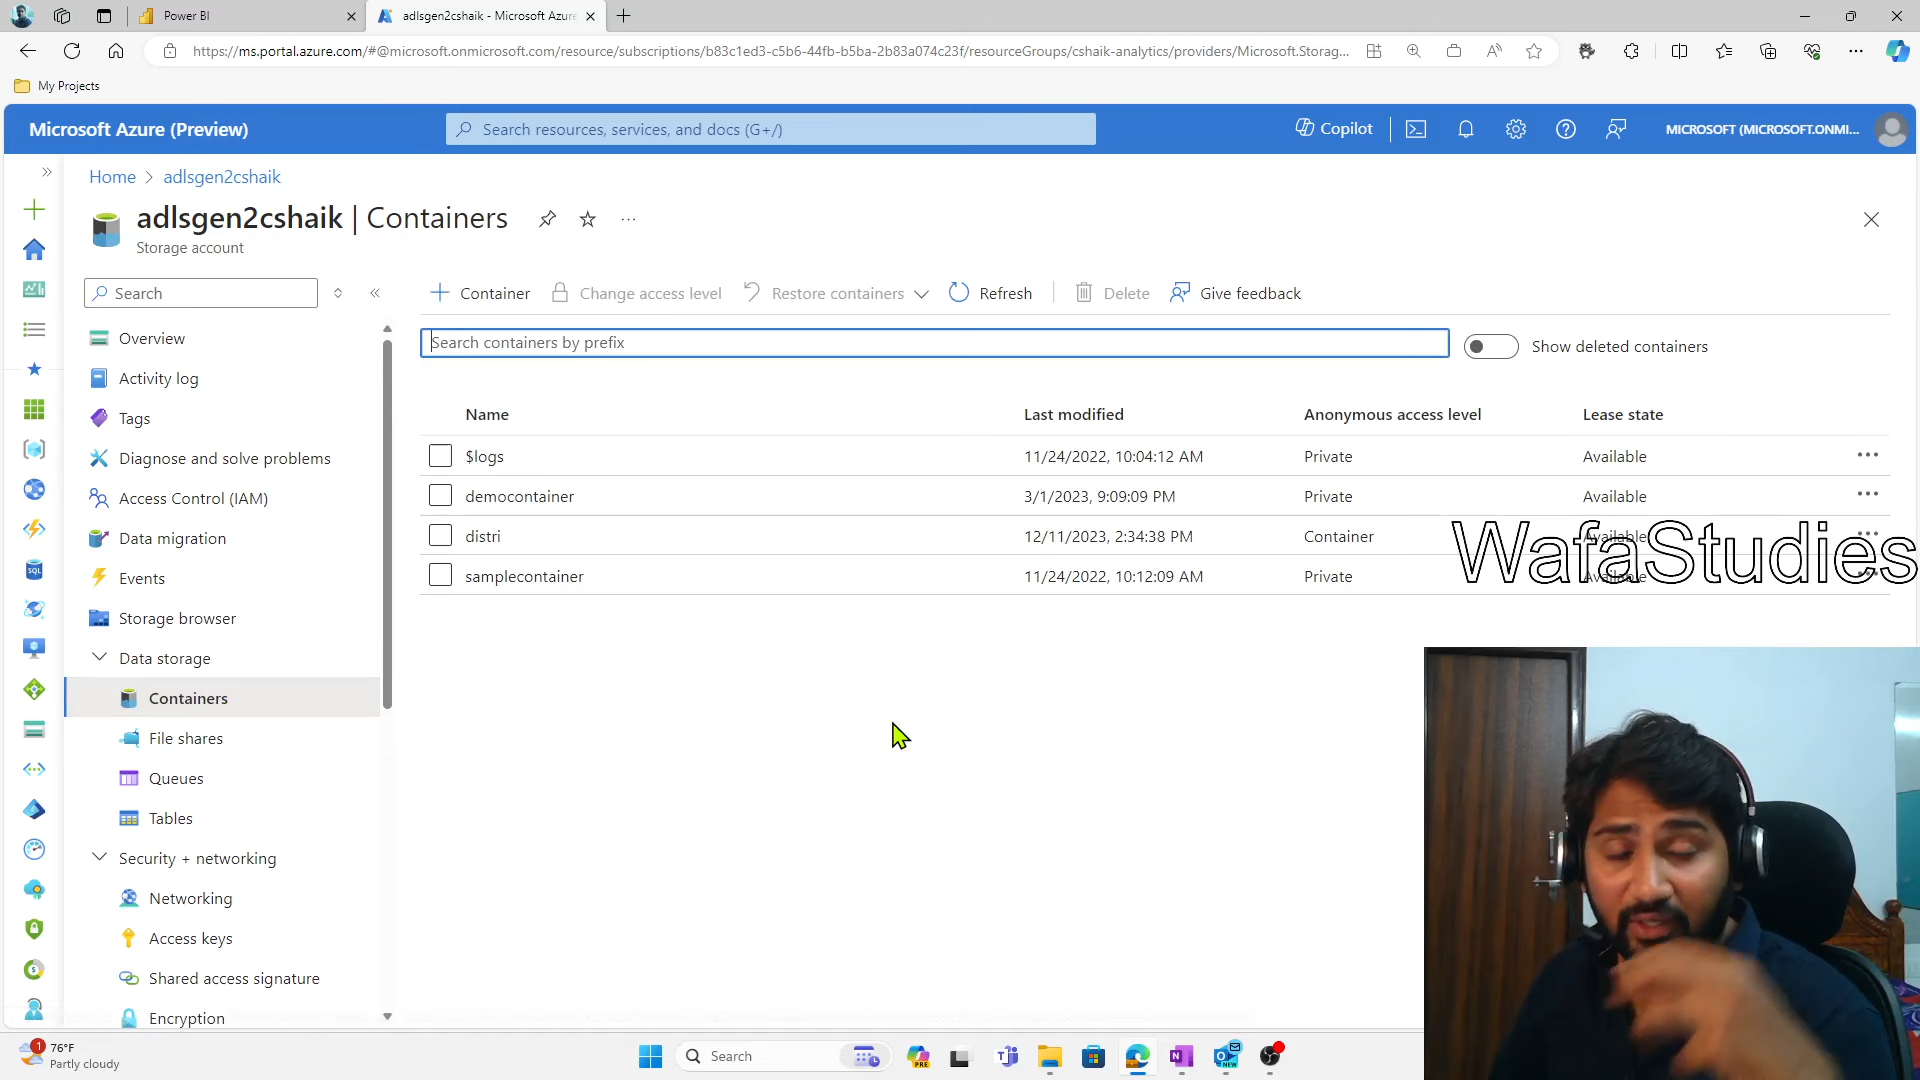 Power BI
adlsgen2cshaik - Microsoft Azure
https://ms.portal.azure.com/#@microsoft.onmicrosoft.com/resource/subscriptions/b83c1ed3-c5b6-44fb-b5ba-2b83a074c23f/resourceGroups/cshaik-analytics/providers/Microsoft.Storag...
My Projects
Microsoft Azure (Preview)
Search resources, services, and docs (G+/)
Copilot
MICROSOFT (MICROSOFT.ONMI...
Home > adlsgen2cshaik
adlsgen2cshaik | Containers
Storage account
Search
Container
Change access level
Restore containers
Refresh
Delete
Give feedback
Search containers by prefix
Show deleted containers
Name Last modified Anonymous access level Lease state
$logs 11/24/2022, 10:04:12 AM Private Available
democontainer 3/1/2023, 9:09:09 PM Private Available
distri 12/11/2023, 2:34:38 PM Container Available
samplecontainer 11/24/2022, 10:12:09 AM Private Available
WafaStudies
Overview
Activity log
Tags
Diagnose and solve problems
Access Control (IAM)
Data migration
Events
Storage browser
Data storage
Containers
File shares
Queues
Tables
Security + networking
Networking
Access keys
Shared access signature
Encryption
SQL
1
76°F
Partly cloudy
Search
PRE
NEW